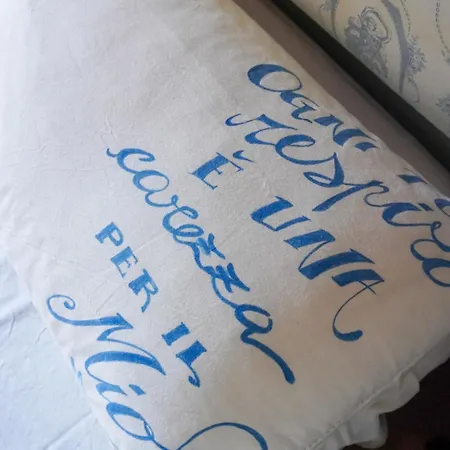 OGNI
respiro
È UNA
carezza
PER IL
Mio